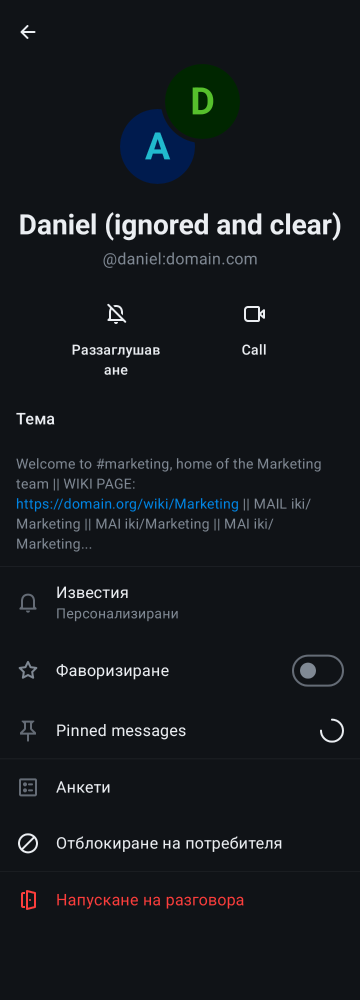 D
A
Daniel (ignored and clear)
@daniel:domain.com
Раззаглушав
ане
Call
Тема
Welcome to #marketing, home of the Marketing
team || WIKI PAGE:
https://domain.org/wiki/Marketing || MAIL iki/
Marketing || MAI iki/Marketing || MAI iki/
Marketing...
Известия
Персонализирани
Фаворизиране
Pinned messages
Анкети
Отблокиране на потребителя
Напускане на разговора